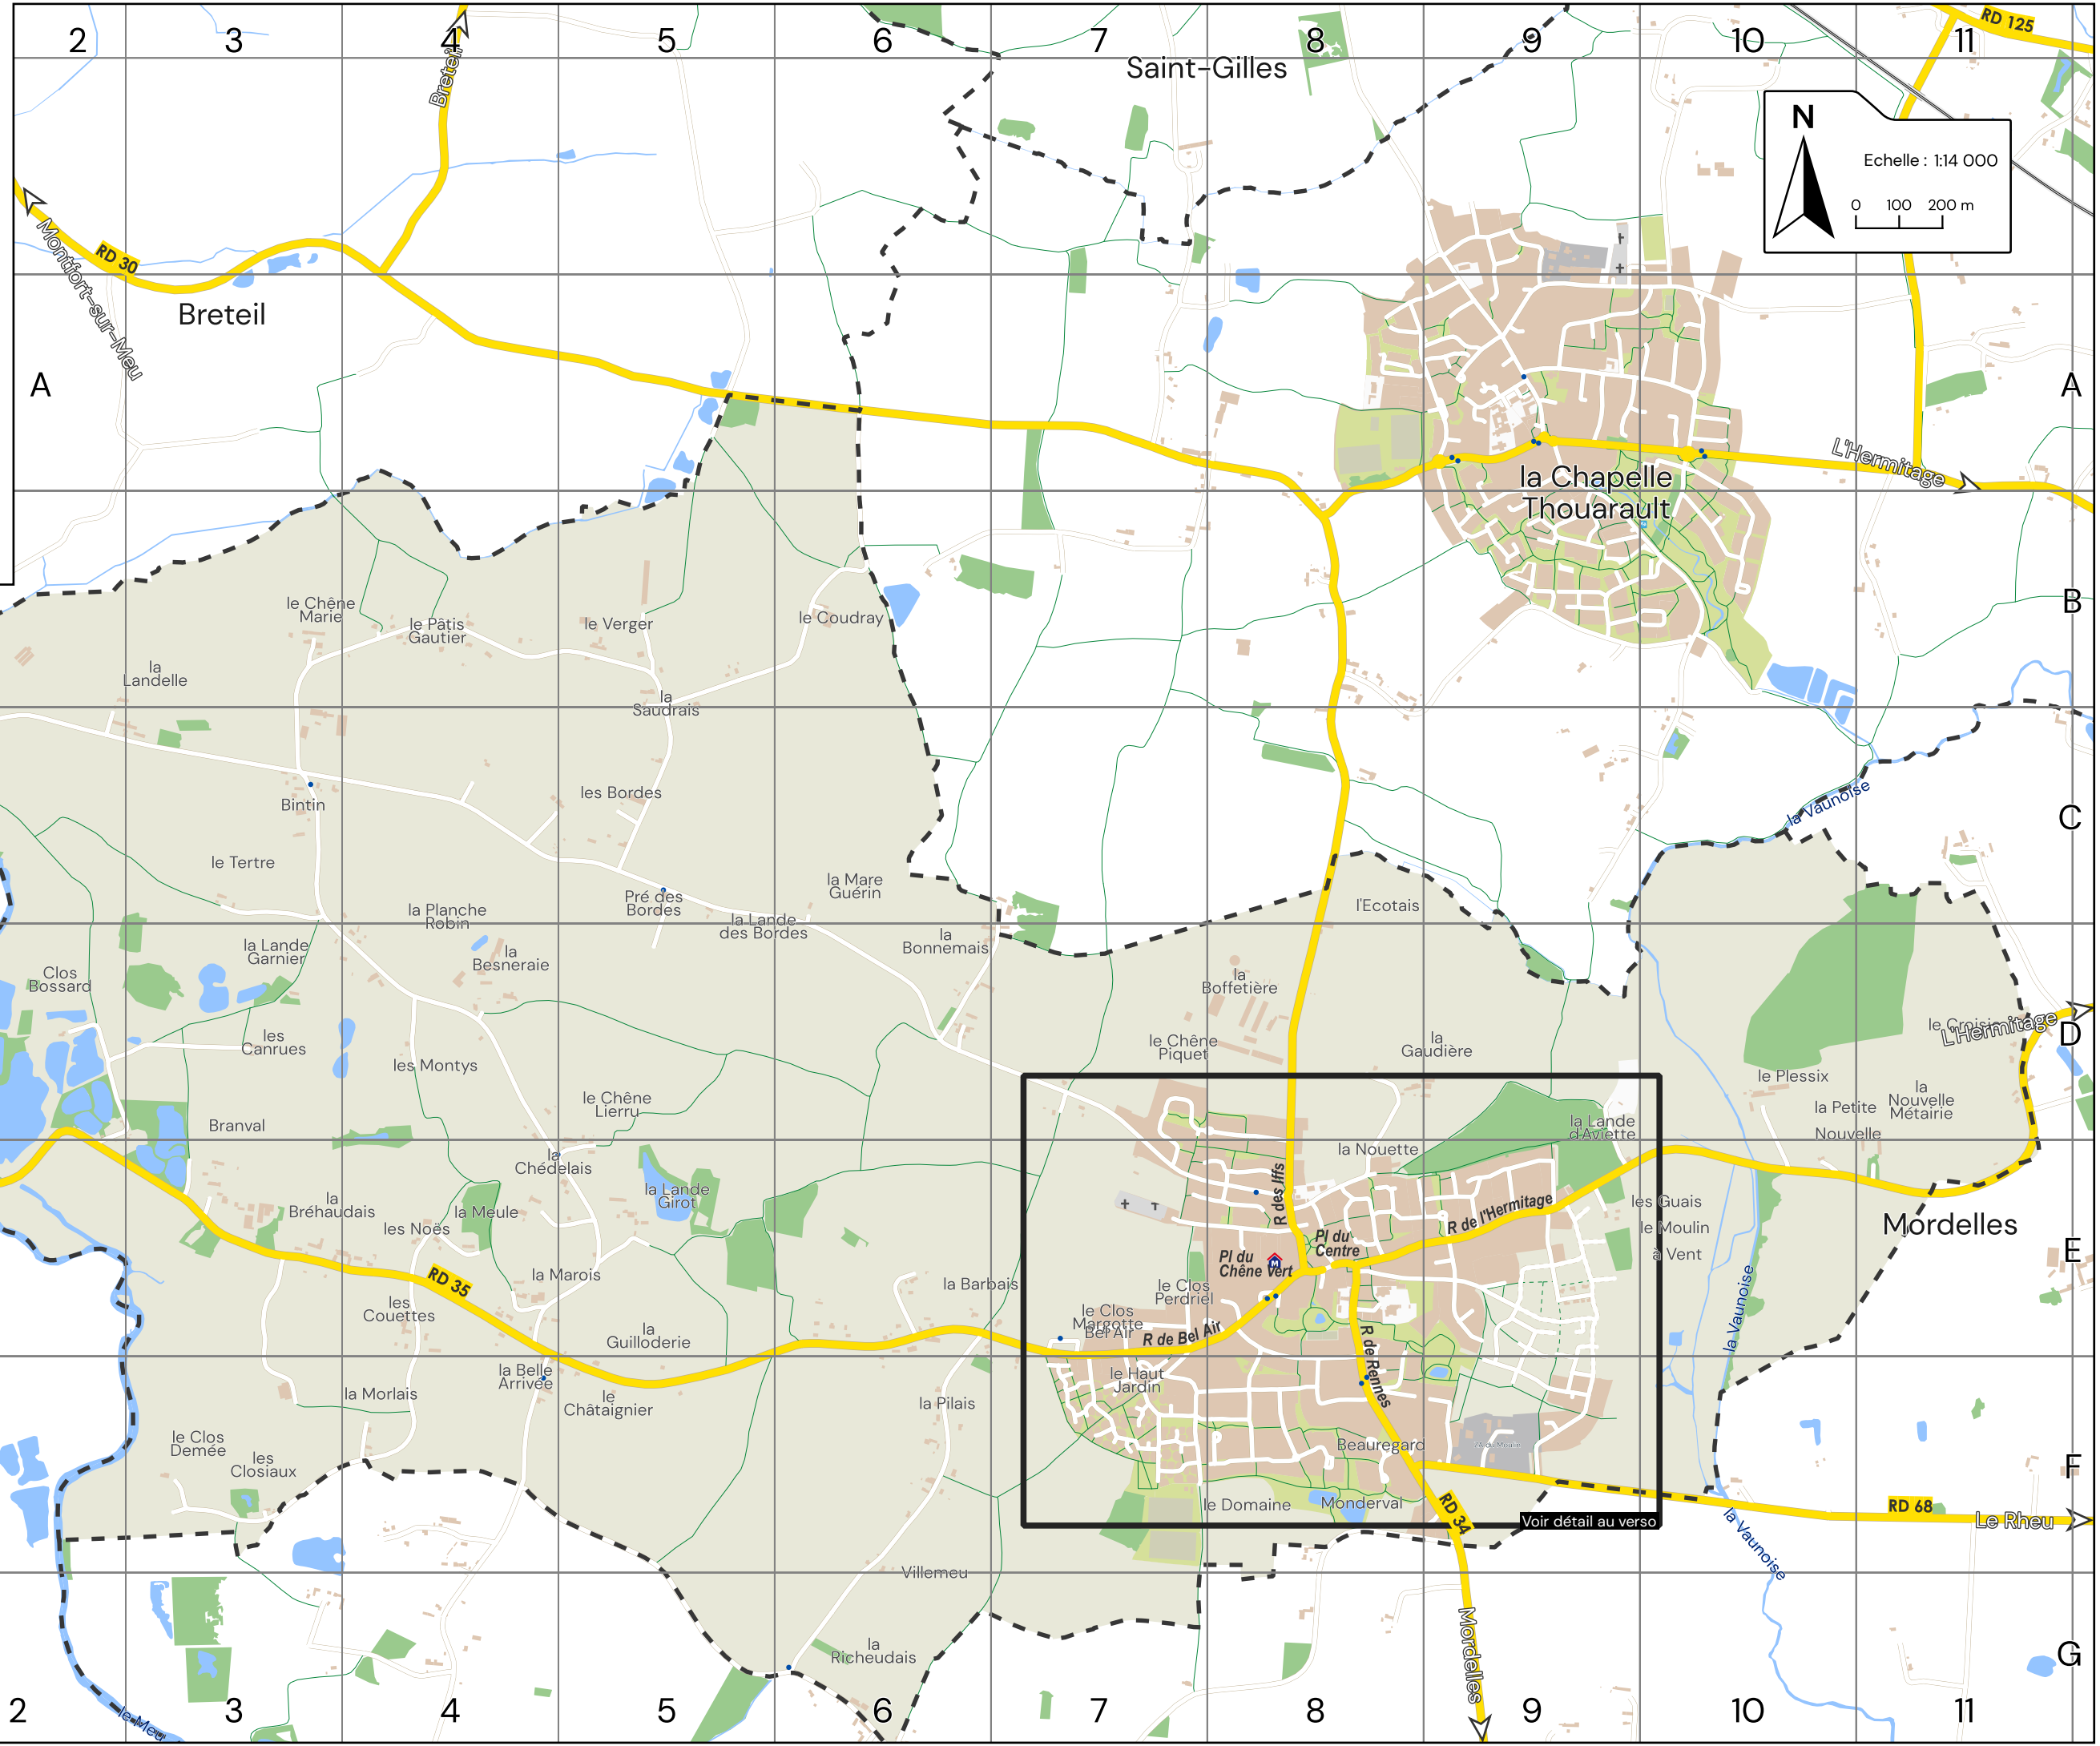 2
3
4
5
6
7
8
9
10
11
RD 125
Breteil
Saint-Gilles
N
Echelle : 1:14 000
0 100 200 m
Montfort-sur-Meu
RD 30
Breteil
A
A
L'Hermitage
la Chapelle
Thouarault
le Chêne
Marie
le Pâtis
Gautier
le Verger
le Coudray
B
la
Landelle
la
Saudrais
Bintin
les Bordes
la Vaunoise
C
le Tertre
la Mare
Guérin
la Planche
Robin
Pré des
Bordes
la Lande
des Bordes
l'Ecotais
la Lande
Garnier
la
Besneraie
la
Bonnemais
Clos
Bossard
la
Boffetière
les
Canrues
les Montys
le Chêne
Piquet
la
Gaudière
L'Hermitage
D
le Plessix
le Chêne
Lierru
la Petite
Nouvelle
la
Nouvelle
Métairie
Branval
la Lande
d'Aviette
la
Chédelais
la Nouette
la Lande
Girot
R des Iffs
la
Bréhaudais
les Noës
la Meule
R de l'Hermitage
les Guais
le Moulin
à Vent
Mordelles
E
Pl du
Centre
Pl du
Chêne Vert
la Marois
RD 35
la Barbais
le Clos
Perdriel
les
Couettes
le Clos
Margotte
Bel Air
R de Bel Air
la
Guilloderie
R de Rennes
la Vaunoise
la Belle
Arrivée
le Haut
Jardin
la Morlais
le
Châtaignier
la Pilais
le Clos
Demée
les
Closiaux
Beauregard
ZA du Moulin
F
le Domaine
Monderval
RD 34
Voir détail au verso
RD 68
Le Rheu
la Vaunoise
Villemeu
la
Richeudais
Mordelles
G
le Meu
2
3
4
5
6
7
8
9
10
11